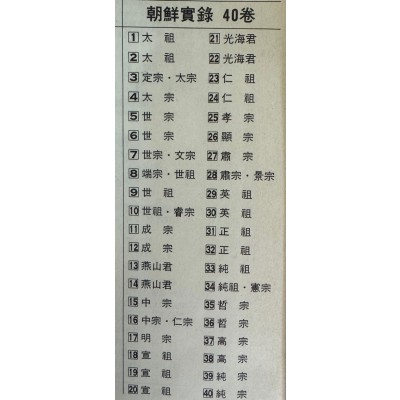 朝鮮實錄 40卷
1 太 祖
2 太 祖
3 定宗・太宗
4 太 宗
5 世 宗
6 世 宗
7 世宗・文宗
8 端宗・世祖
9 世 祖
10 世祖・睿宗
11 成 宗
12 成 宗
13 燕山君
14 燕山君
15 中 宗
16 中宗・仁宗
17 明 宗
18 宣 祖
19 宣 祖
20 宣 祖
21 光海君
22 光海君
23 仁 祖
24 仁 祖
25 孝 宗
26 顯 宗
27 肅 宗
28 肅宗・景宗
29 英 祖
30 英 祖
31 正 祖
32 正 祖
33 純 祖
34 純祖・憲宗
35 哲 宗
36 哲 宗
37 高 宗
38 高 宗
39 純 宗
40 純 宗